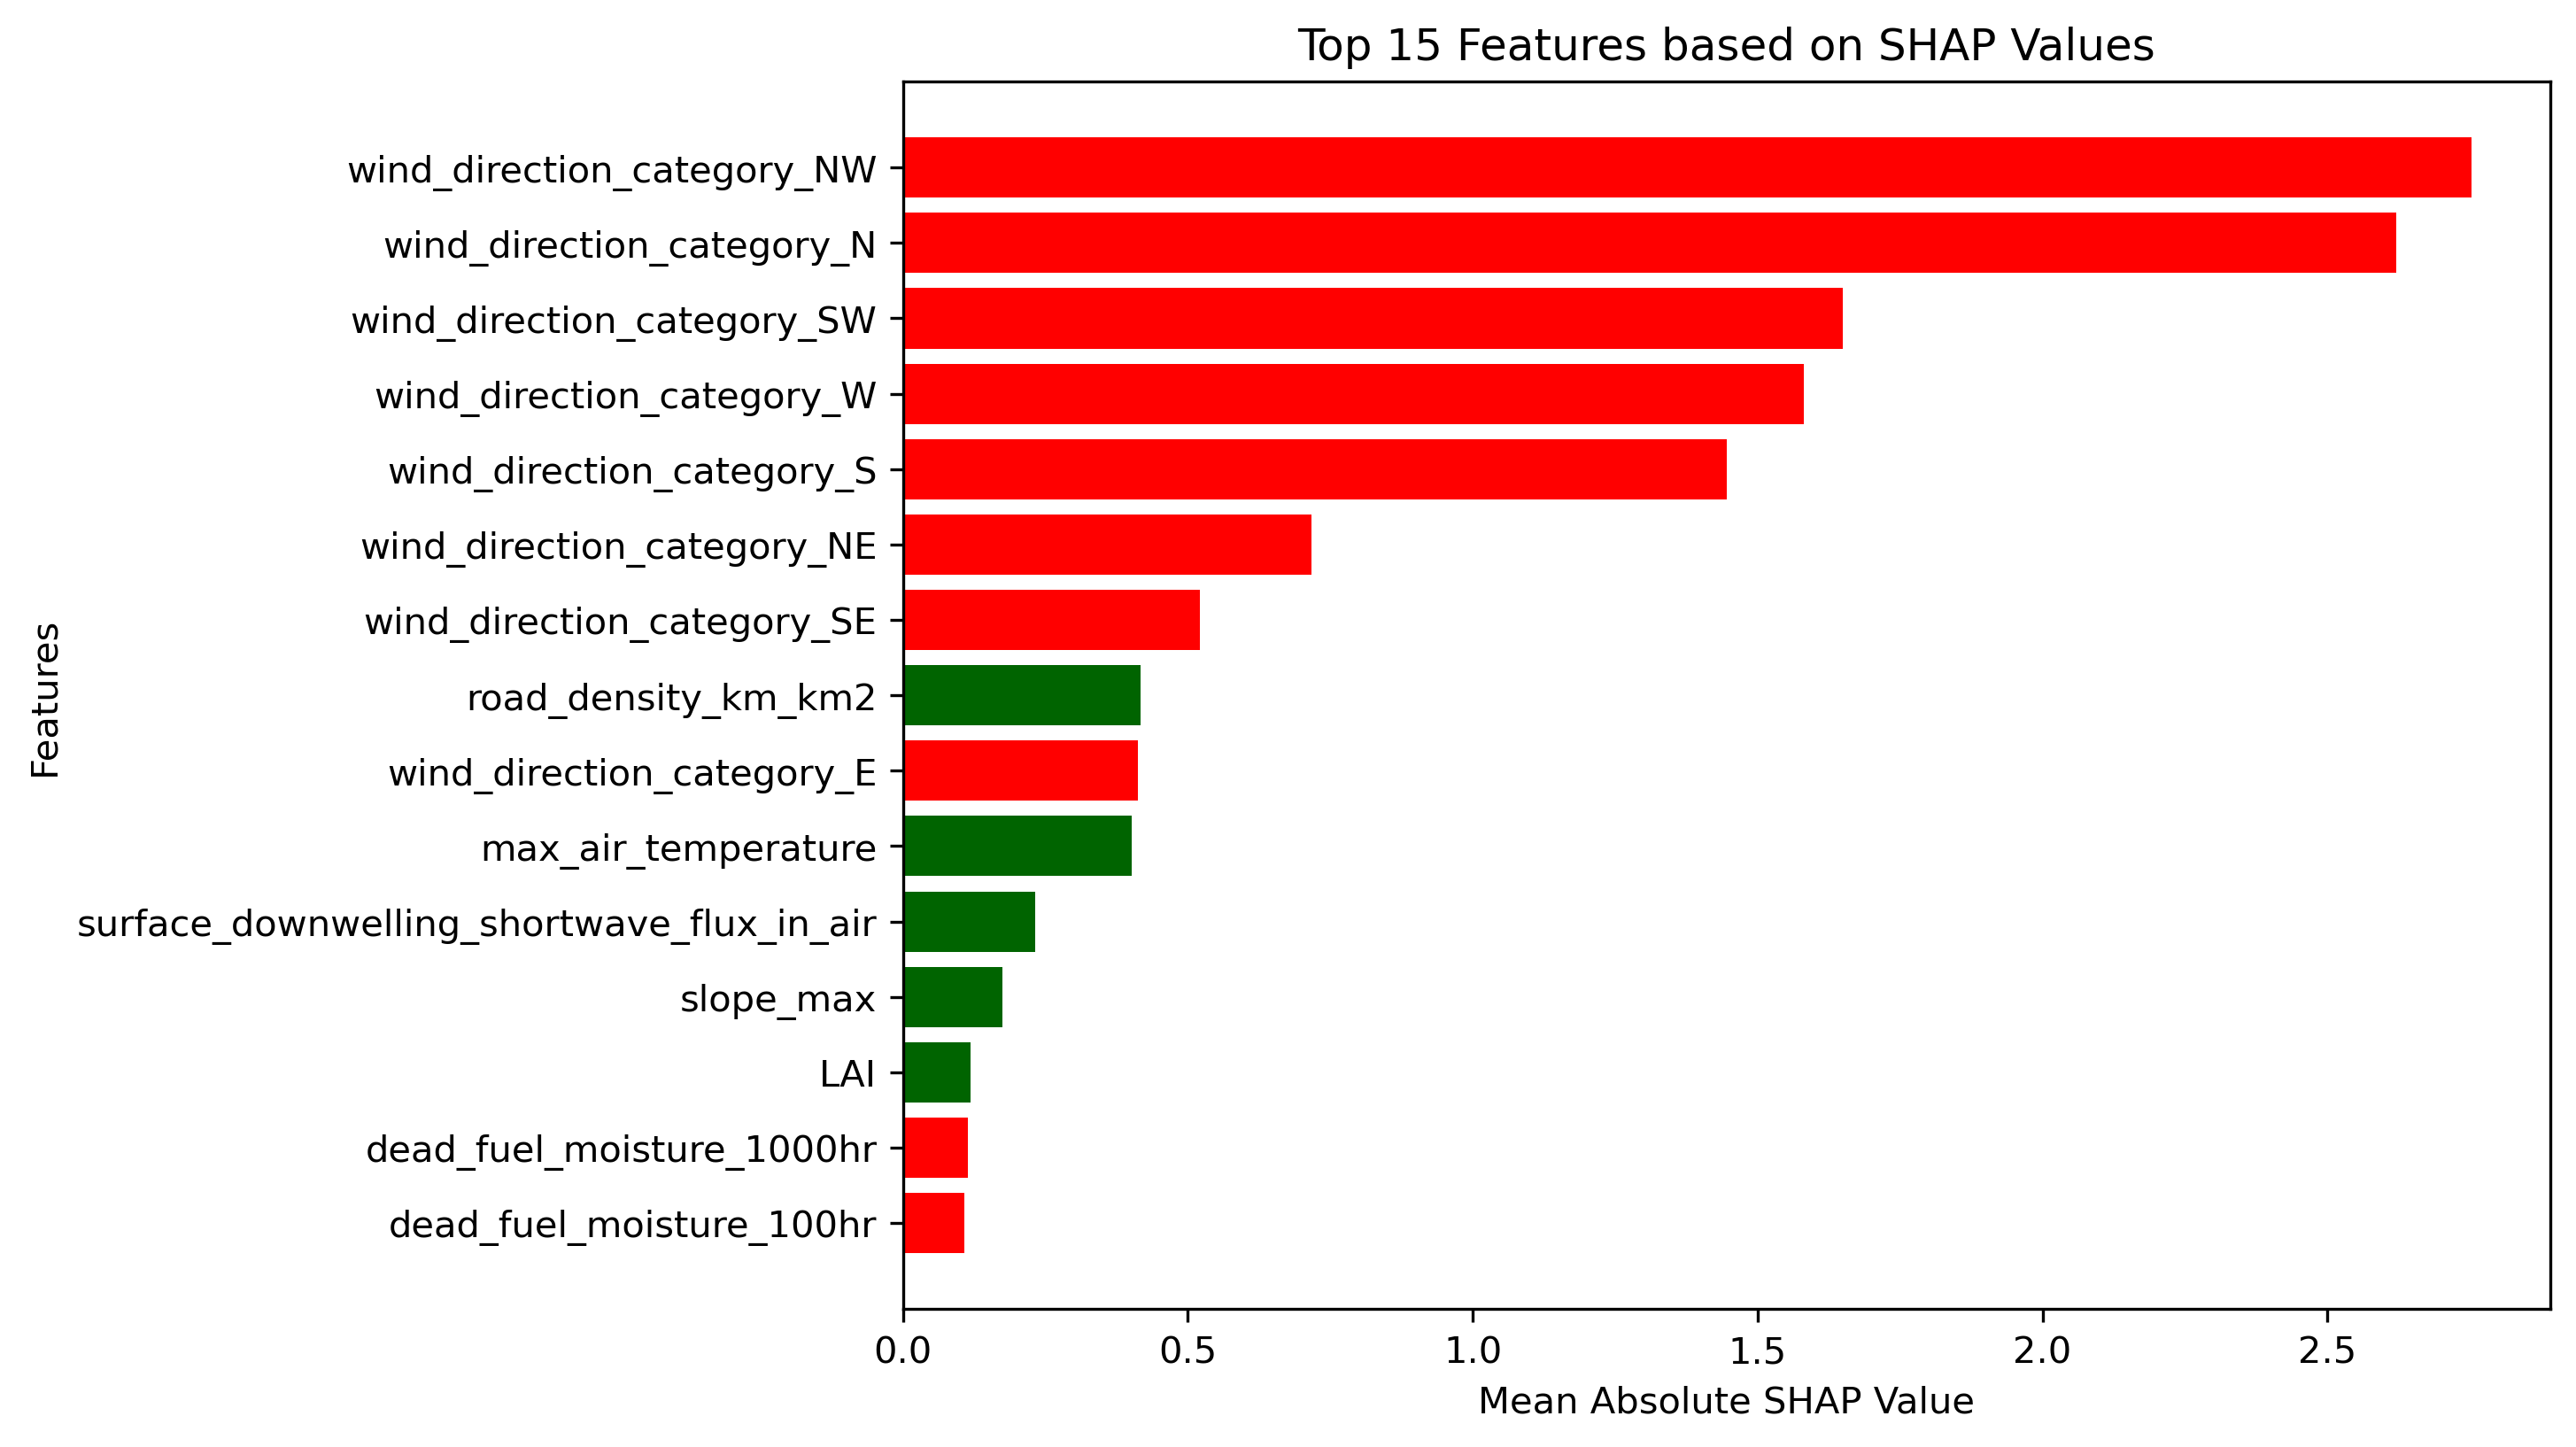 Top 15 Features based on SHAP Values
wind_direction_category_NW
wind_direction_category_N
wind_direction_category_SW
wind_direction_category_W
wind_direction_category_S
wind_direction_category_NE
wind_direction_category_SE
road_density_km_km2
wind_direction_category_E
max_air_temperature
surface_downwelling_shortwave_flux_in_air
slope_max
LAI
dead_fuel_moisture_1000hr
dead_fuel_moisture_100hr
Features
0.0 0.5 1.0 1.5 2.0 2.5
Mean Absolute SHAP Value